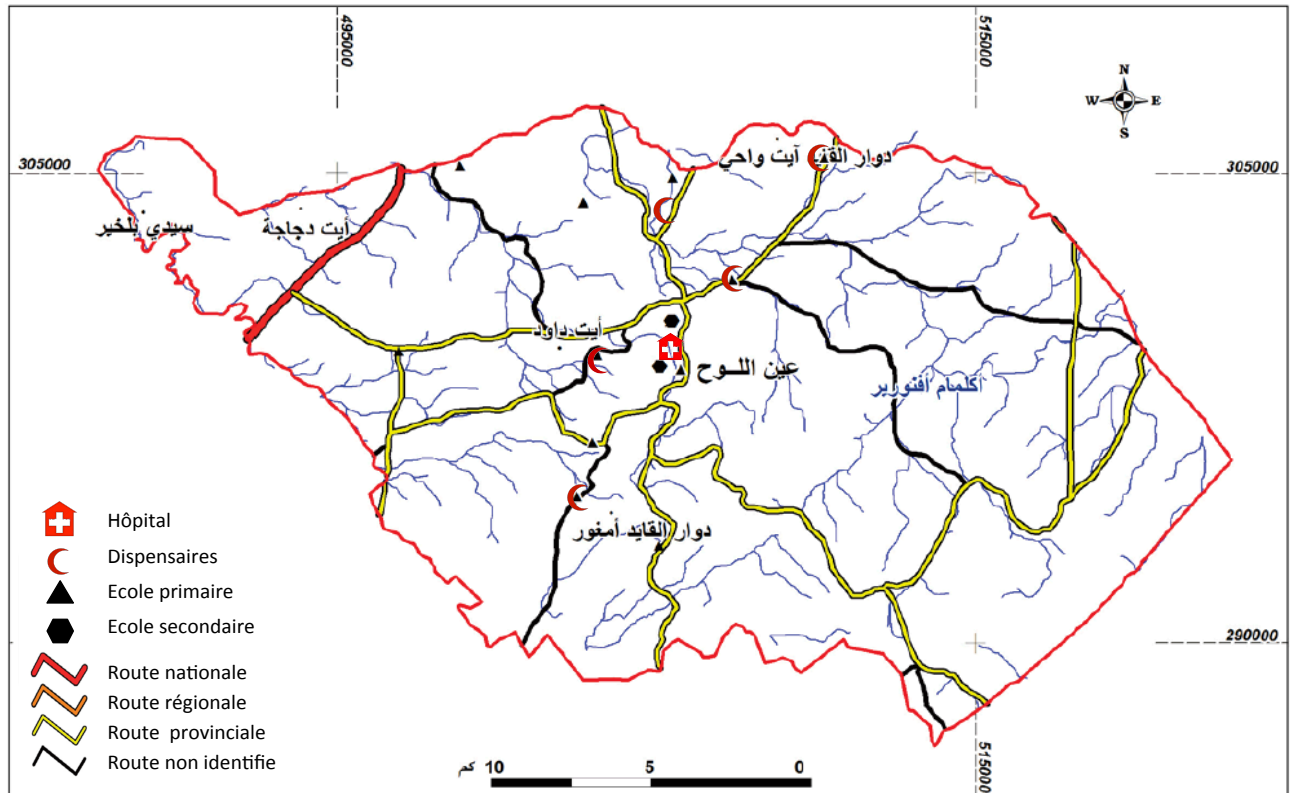 495000
515000
N
W E
S
305000
305000
دوار القائد آيت واحي
سيدي بلخير
أيت دجاجة
أيت داود
عين اللـوح
أكلمام أفنورير
دوار القايد أمغور
Hôpital
Dispensaires
Ecole primaire
Ecole secondaire
Route nationale
Route régionale
Route provinciale
Route non identifie
290000
كم 10 5 0
515000